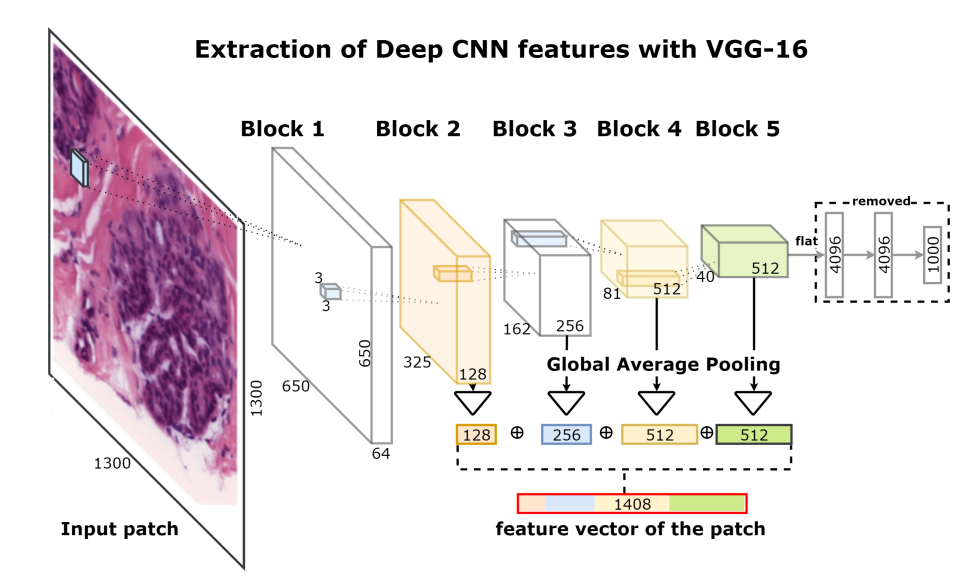 Extraction of Deep CNN features with VGG-16
Block 1
Block 2
Block 3
Block 4
Block 5
removed
flat
4096
4096
1000
3
3
650
650
64
1300
1300
325
128
162
256
81
512
40
512
Global Average Pooling
128 ⊕ 256 ⊕ 512 ⊕ 512
1408
Input patch
feature vector of the patch